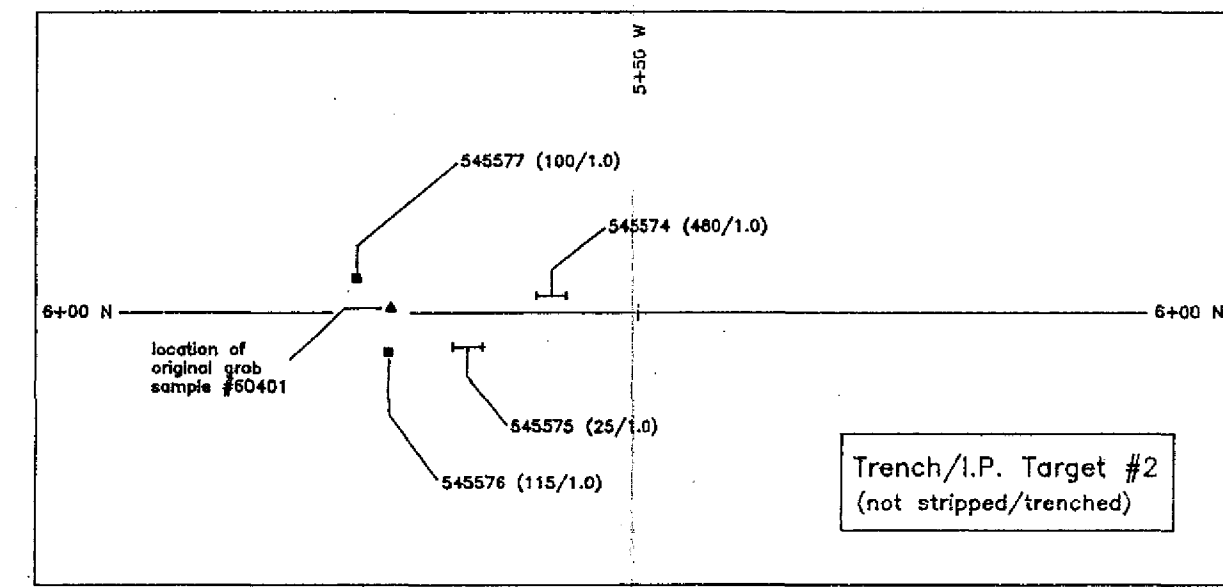 5+50 W
545577 (100/1.0)
545574 (480/1.0)
6+00 N
6+00 N
location of
original grab
sample #60401
545575 (25/1.0)
545576 (115/1.0)
Trench/I.P. Target #2
(not stripped/trenched)